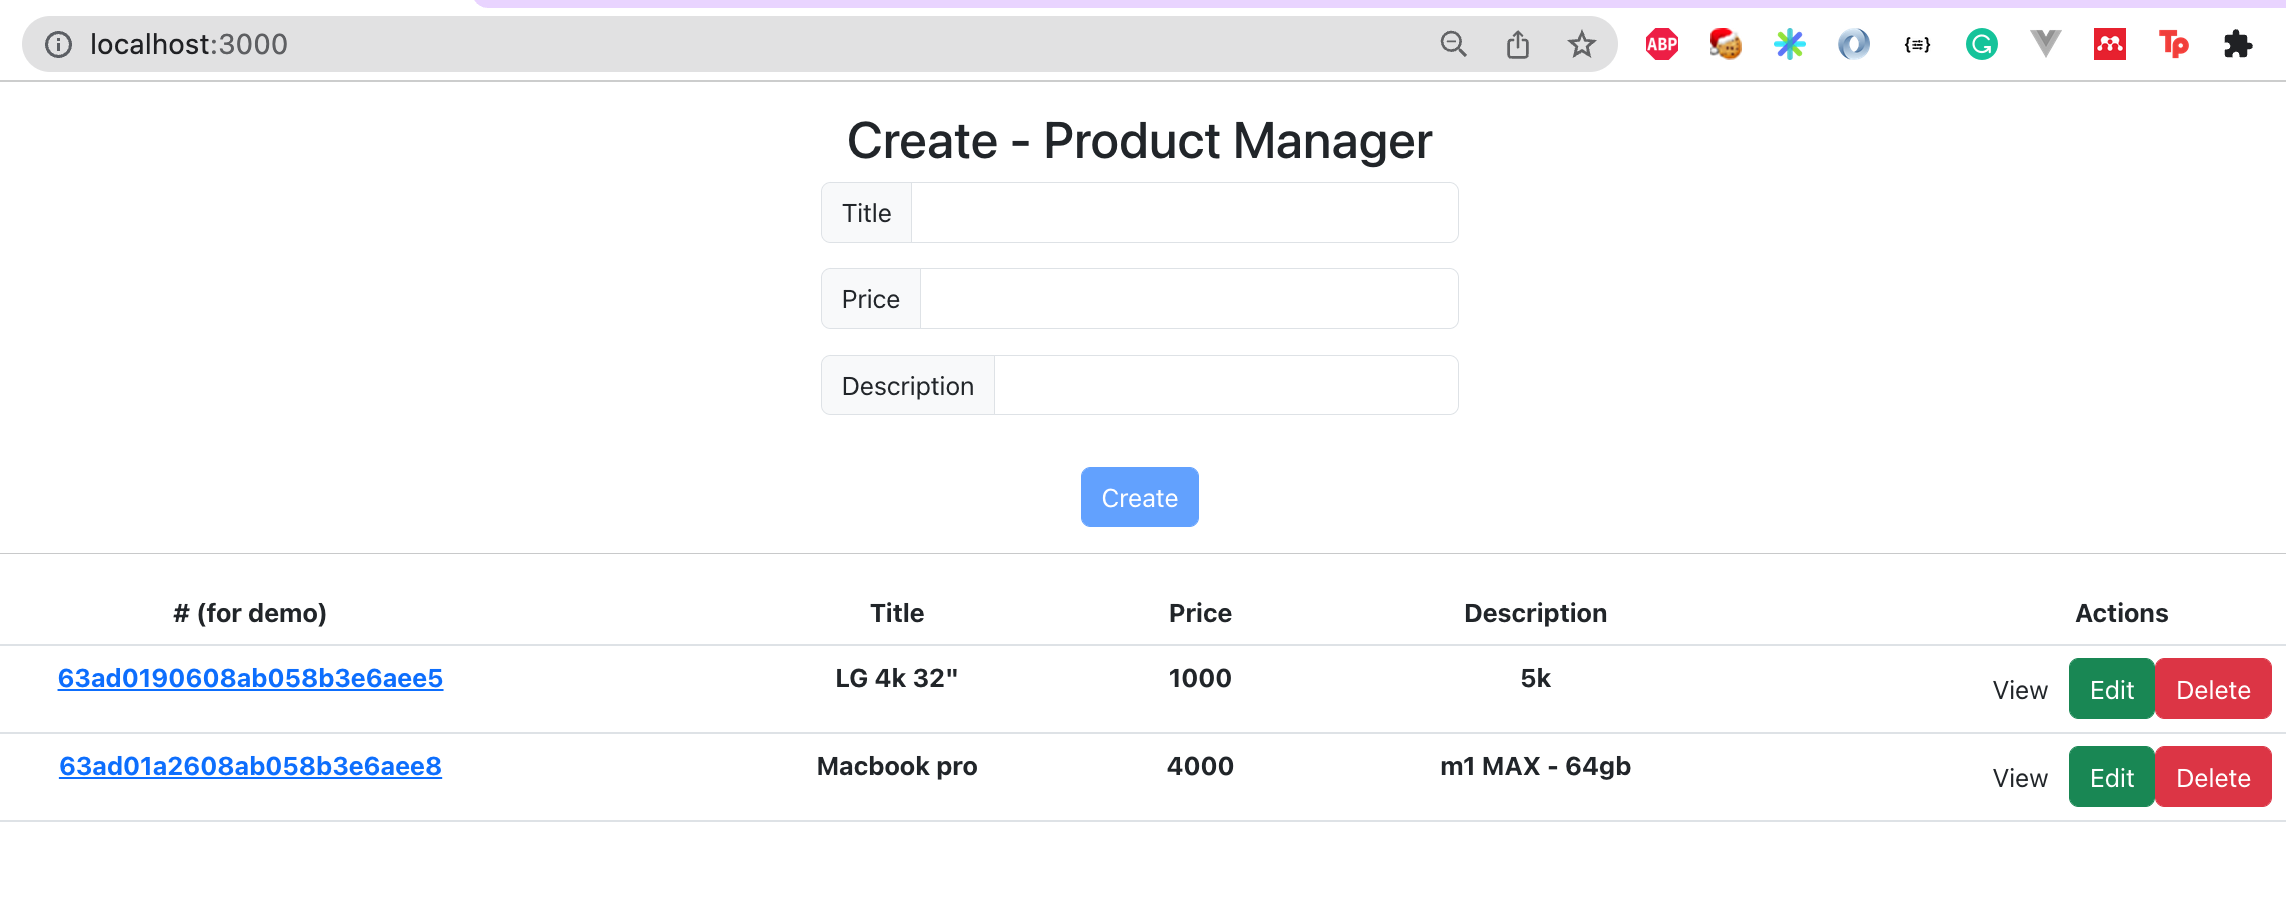 localhost:3000
ABP
Tp
Create - Product Manager
Title
Price
Description
Create
# (for demo) Title Price Description Actions
63ad0190608ab058b3e6aee5 LG 4k 32" 1000 5k View Edit Delete
63ad01a2608ab058b3e6aee8 Macbook pro 4000 m1 MAX - 64gb View Edit Delete